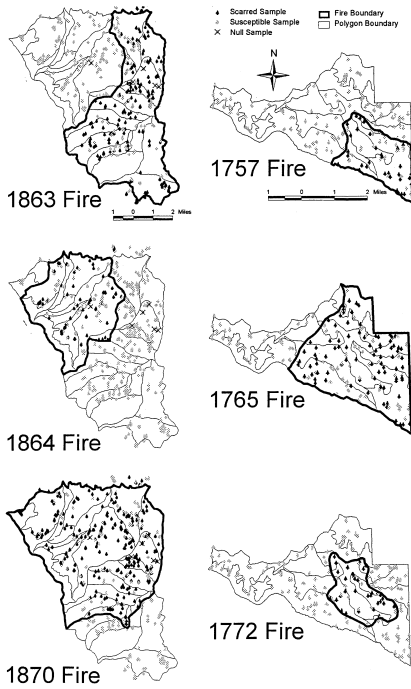 Scarred Sample
Susceptible Sample
Null Sample
Fire Boundary
Polygon Boundary
N
1863 Fire
1 0 1 2 Miles
1757 Fire
1 0 1 2 Miles
1864 Fire
1765 Fire
1870 Fire
1772 Fire